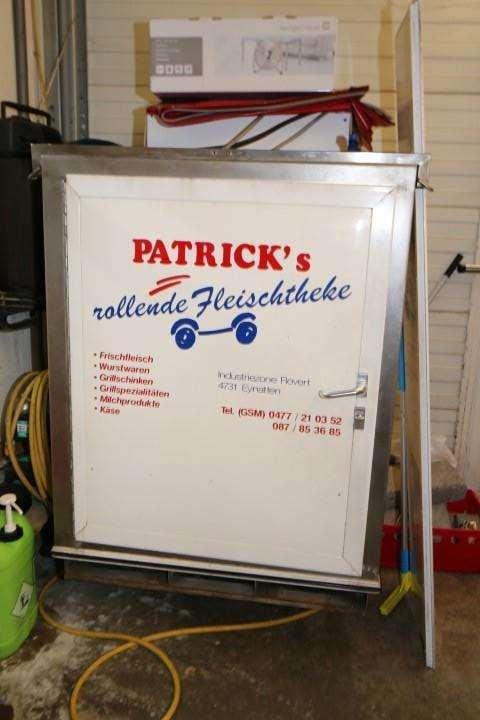 PATRICK's
rollende Fleischtheke
• Frischfleisch
• Wurstwaren
• Grillschinken
• Grillspezialitäten
• Milchprodukte
• Käse
Industriezone Rovert
4731 Eynatten
Tel. (GSM) 0477 / 21 03 52
087 / 85 36 85